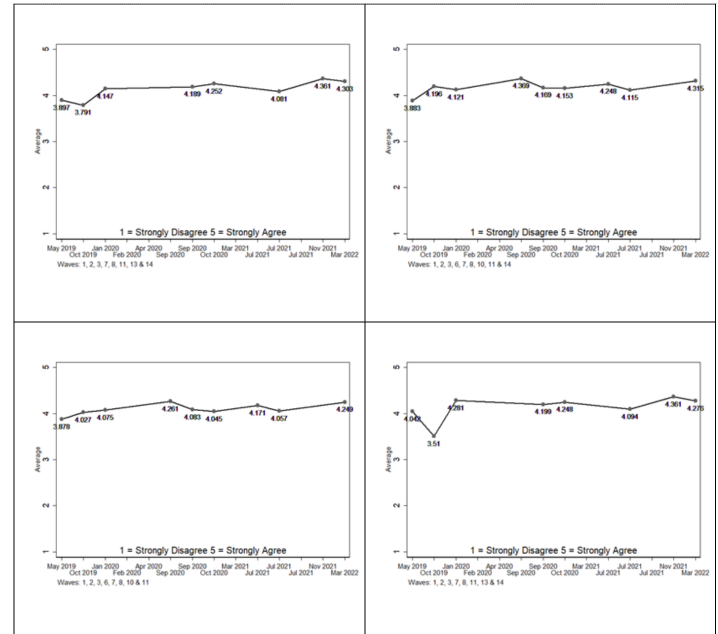 5
4
3
2
1
Average
3.897
3.791
4.147
4.189
4.252
4.081
4.361
4.303
1 = Strongly Disagree 5 = Strongly Agree
May 2019 Jan 2020 Apr 2020 Sep 2020 Mar 2021 Jul 2021 Nov 2021
Oct 2019 Feb 2020 Sep 2020 Oct 2020 Jul 2021 Jul 2021 Mar 2022
Waves: 1, 2, 3, 7, 8, 11, 13 & 14
5
4
3
2
1
Average
3.883
4.196
4.121
4.369
4.169
4.153
4.248
4.115
4.315
1 = Strongly Disagree 5 = Strongly Agree
May 2019 Jan 2020 Apr 2020 Sep 2020 Mar 2021 Jul 2021 Nov 2021
Oct 2019 Feb 2020 Sep 2020 Oct 2020 Jul 2021 Jul 2021 Mar 2022
Waves: 1, 2, 3, 6, 7, 8, 10, 11 & 14
5
4
3
2
1
Average
3.878
4.027
4.075
4.261
4.083
4.045
4.171
4.057
4.249
1 = Strongly Disagree 5 = Strongly Agree
May 2019 Jan 2020 Apr 2020 Sep 2020 Mar 2021 Jul 2021 Nov 2021
Oct 2019 Feb 2020 Sep 2020 Oct 2020 Jul 2021 Jul 2021 Mar 2022
Waves: 1, 2, 3, 6, 7, 8, 10 & 11
5
4
3
2
1
Average
3.51
4.281
4.199
4.248
4.094
4.361
4.276
1 = Strongly Disagree 5 = Strongly Agree
May 2019 Jan 2020 Apr 2020 Sep 2020 Mar 2021 Jul 2021 Nov 2021
Oct 2019 Feb 2020 Sep 2020 Oct 2020 Jul 2021 Jul 2021 Mar 2022
Waves: 1, 2, 3, 7, 8, 11, 13 & 14